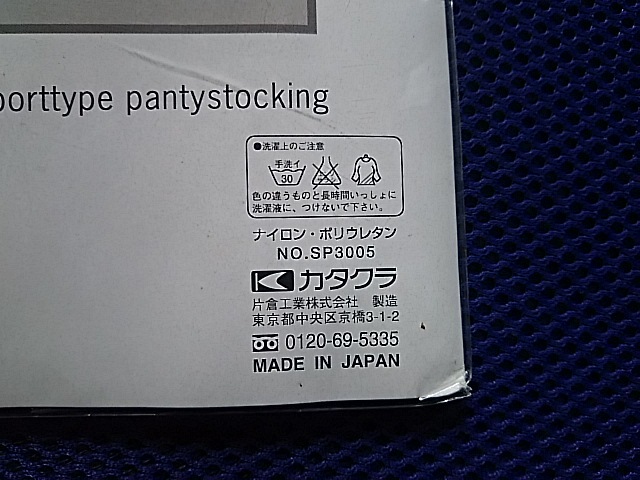 porttype pantystocking
●洗濯上のご注意
手洗イ
30
色の違うものと長時間いっしょに
洗濯液に、つけないで下さい。
ナイロン・ポリウレタン
NO.SP3005
カタクラ
片倉工業株式会社 製造
東京都中央区京橋3-1-2
0120-69-5335
MADE IN JAPAN